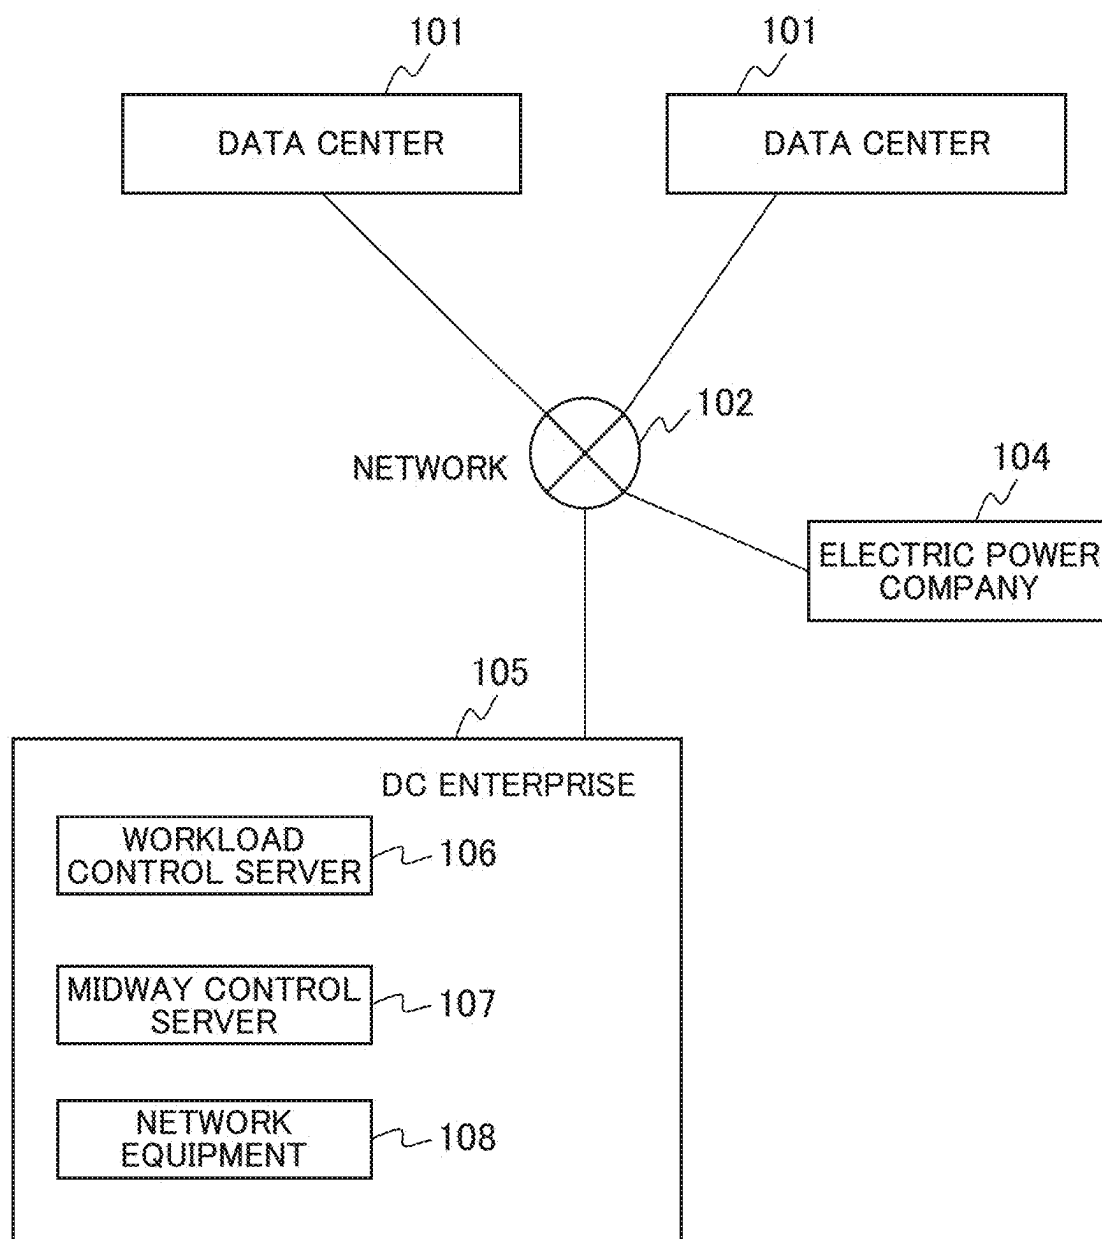 101
101
DATA CENTER
DATA CENTER
102
NETWORK
104
ELECTRIC POWER
COMPANY
105
DC ENTERPRISE
WORKLOAD
CONTROL SERVER
106
MIDWAY CONTROL
SERVER
107
NETWORK
EQUIPMENT
108